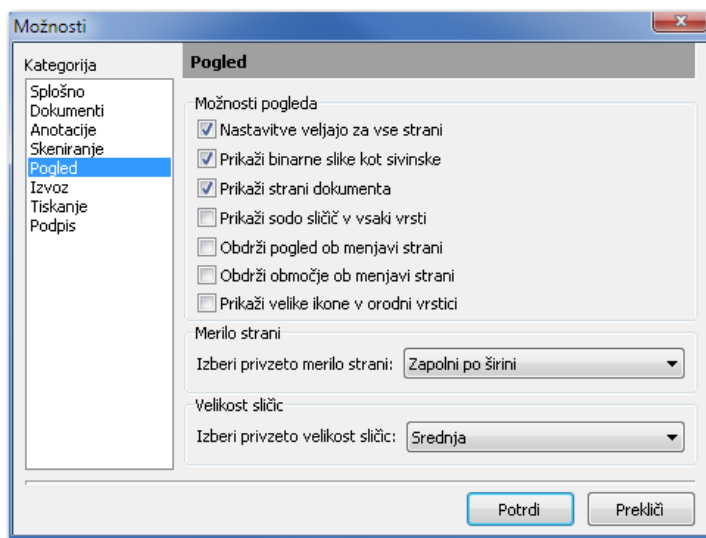 Možnosti
Kategorija
Splošno
Dokumenti
Anotacije
Skeniranje
Pogled
Izvoz
Tiskanje
Podpis
Pogled
Možnosti pogleda
Nastavitve veljajo za vse strani
Prikaži binarne slike kot sivinske
Prikaži strani dokumenta
Prikaži sodo sličič v vsaki vrsti
Obdrži pogled ob menjavi strani
Obdrži območje ob menjavi strani
Prikaži velike ikone v orodni vrstici
Merilo strani
Izberi privzeto merilo strani: Zapolni po širini
Velikost sličic
Izberi privzeto velikost sličic: Srednja
Potrdi Prekliči